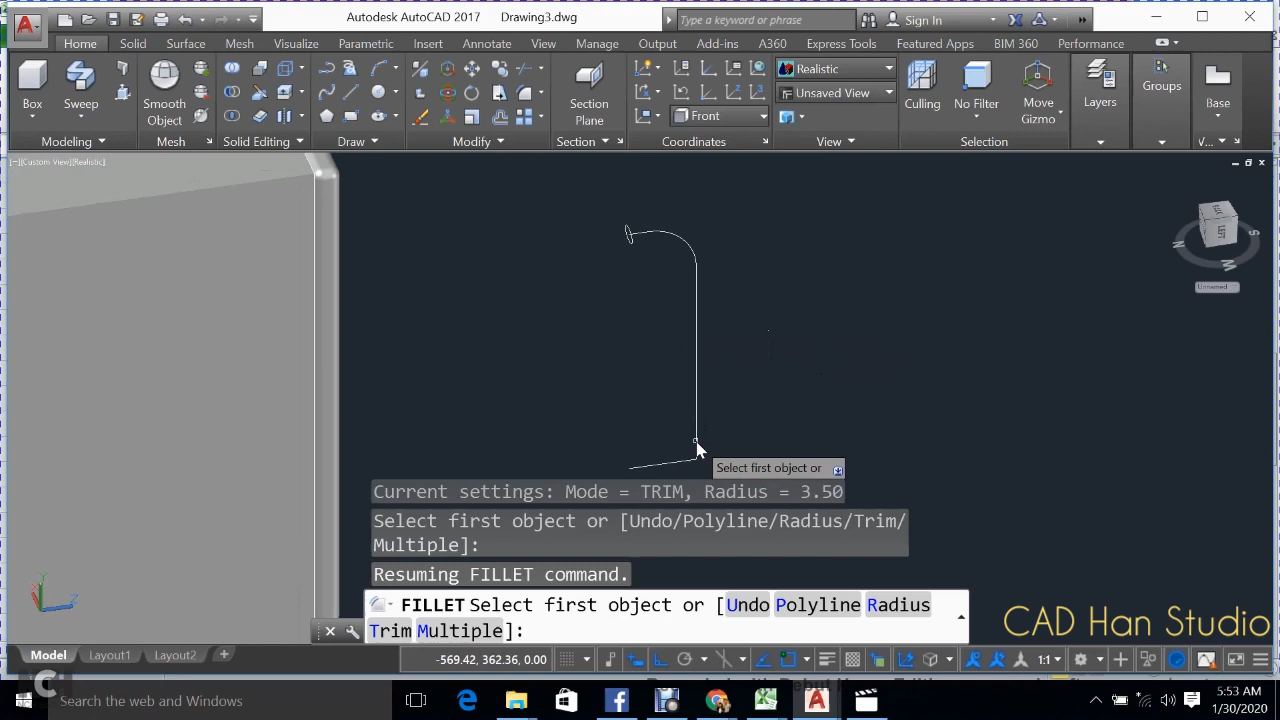 Autodesk AutoCAD 2017 Drawing3.dwg
Type a keyword or phrase
Sign In
Home Solid Surface Mesh Visualize Parametric Insert Annotate View Manage Output Add-ins A360 Express Tools Featured Apps BIM 360 Performance
Realistic
Unsaved View
Front
Box Sweep Smooth Object Section Plane Culling No Filter Move Gizmo Layers Groups Base
Modeling Mesh Solid Editing Draw Modify Section Coordinates View Selection V...
[−][Custom View][Realistic]
LEFT
N S W
Unnamed
Select first object or
Current settings: Mode = TRIM, Radius = 3.50
Select first object or [Undo/Polyline/Radius/Trim/
Multiple]:
Resuming FILLET command.
FILLET Select first object or [Undo Polyline Radius
Trim Multiple]:
Y X Z
CAD Han Studio
Model Layout1 Layout2 +
-569.42, 362.36, 0.00
1:1
Search the web and Windows
5:53 AM
1/30/2020